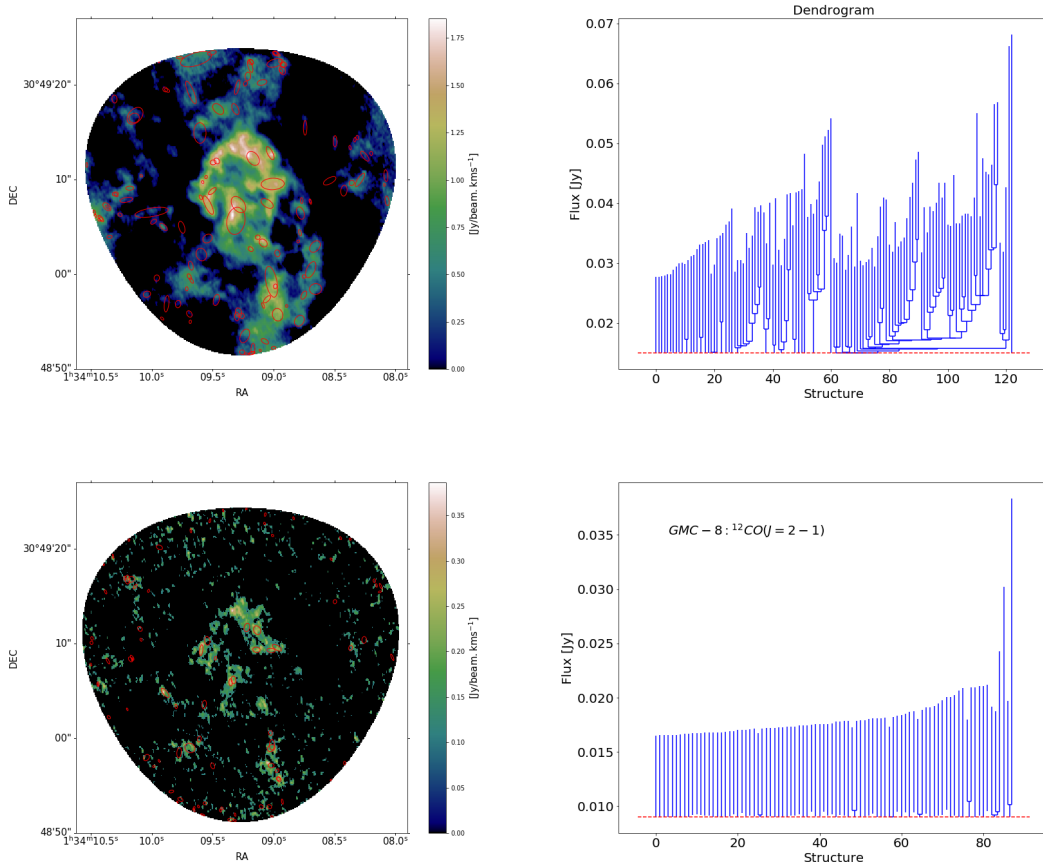 Dendrogram
30°49'20"
10"
00"
48'50"
DEC
1h34m10.5s 10.0s 09.5s 09.0s 08.5s 08.0s
RA
1.75
1.50
1.25
1.00
0.75
0.50
0.25
0.00
[Jy/beam. kms⁻¹]
0.07
0.06
0.05
0.04
0.03
0.02
Flux [Jy]
0 20 40 60 80 100 120
Structure
30°49'20"
10"
00"
48'50"
DEC
1h34m10.5s 10.0s 09.5s 09.0s 08.5s 08.0s
RA
0.35
0.30
0.25
0.20
0.15
0.10
0.05
0.00
[Jy/beam. kms⁻¹]
GMC − 8 : ¹²CO(J = 2 − 1)
0.035
0.030
0.025
0.020
0.015
0.010
Flux [Jy]
0 20 40 60 80
Structure